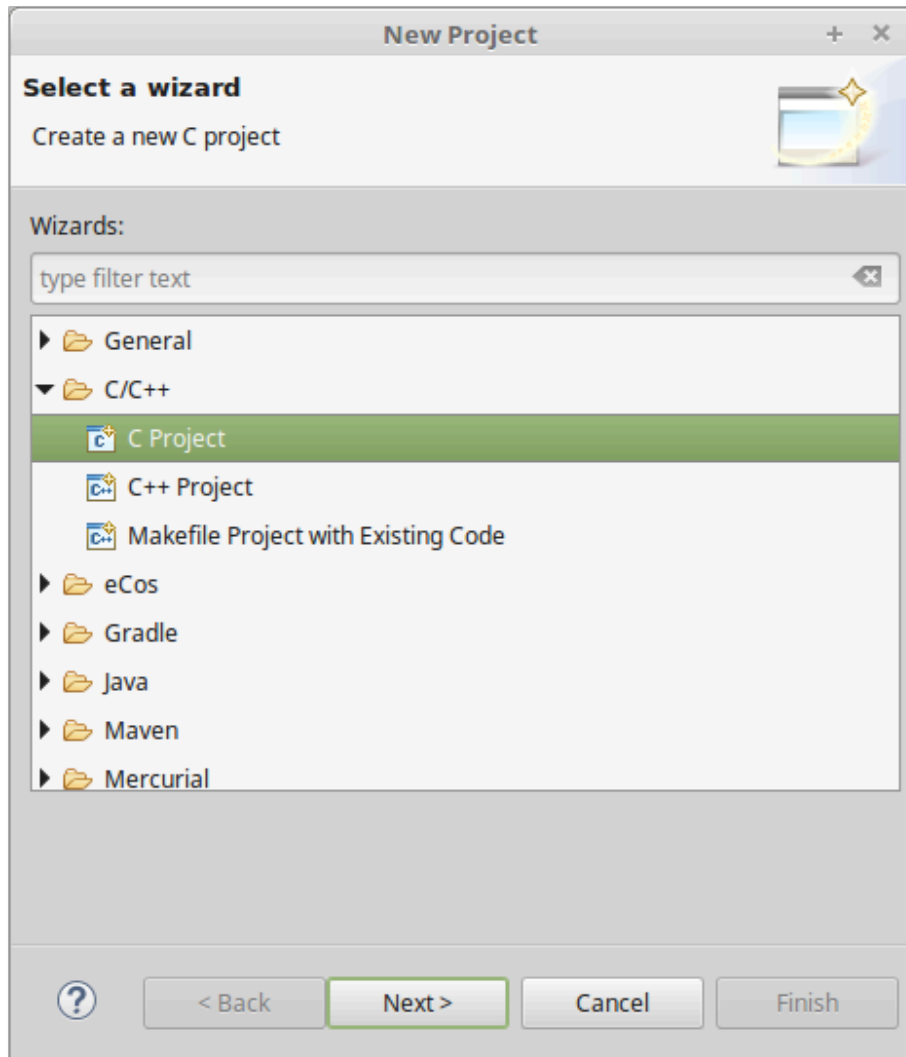 New Project
Select a wizard
Create a new C project
Wizards:
type filter text
General
C/C++
C Project
C++ Project
Makefile Project with Existing Code
eCos
Gradle
Java
Maven
Mercurial
< Back Next > Cancel Finish